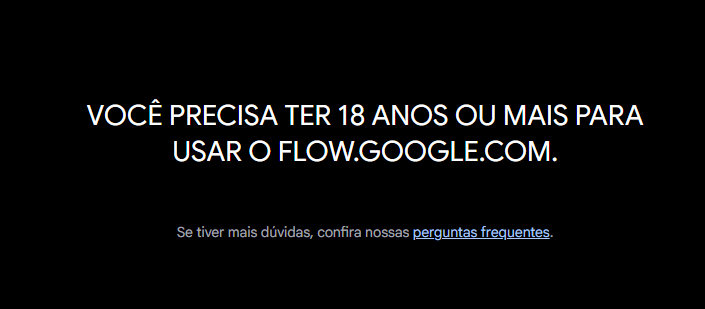 VOCÊ PRECISA TER 18 ANOS OU MAIS PARA
USAR O FLOW.GOOGLE.COM.
Se tiver mais dúvidas, confira nossas perguntas frequentes.